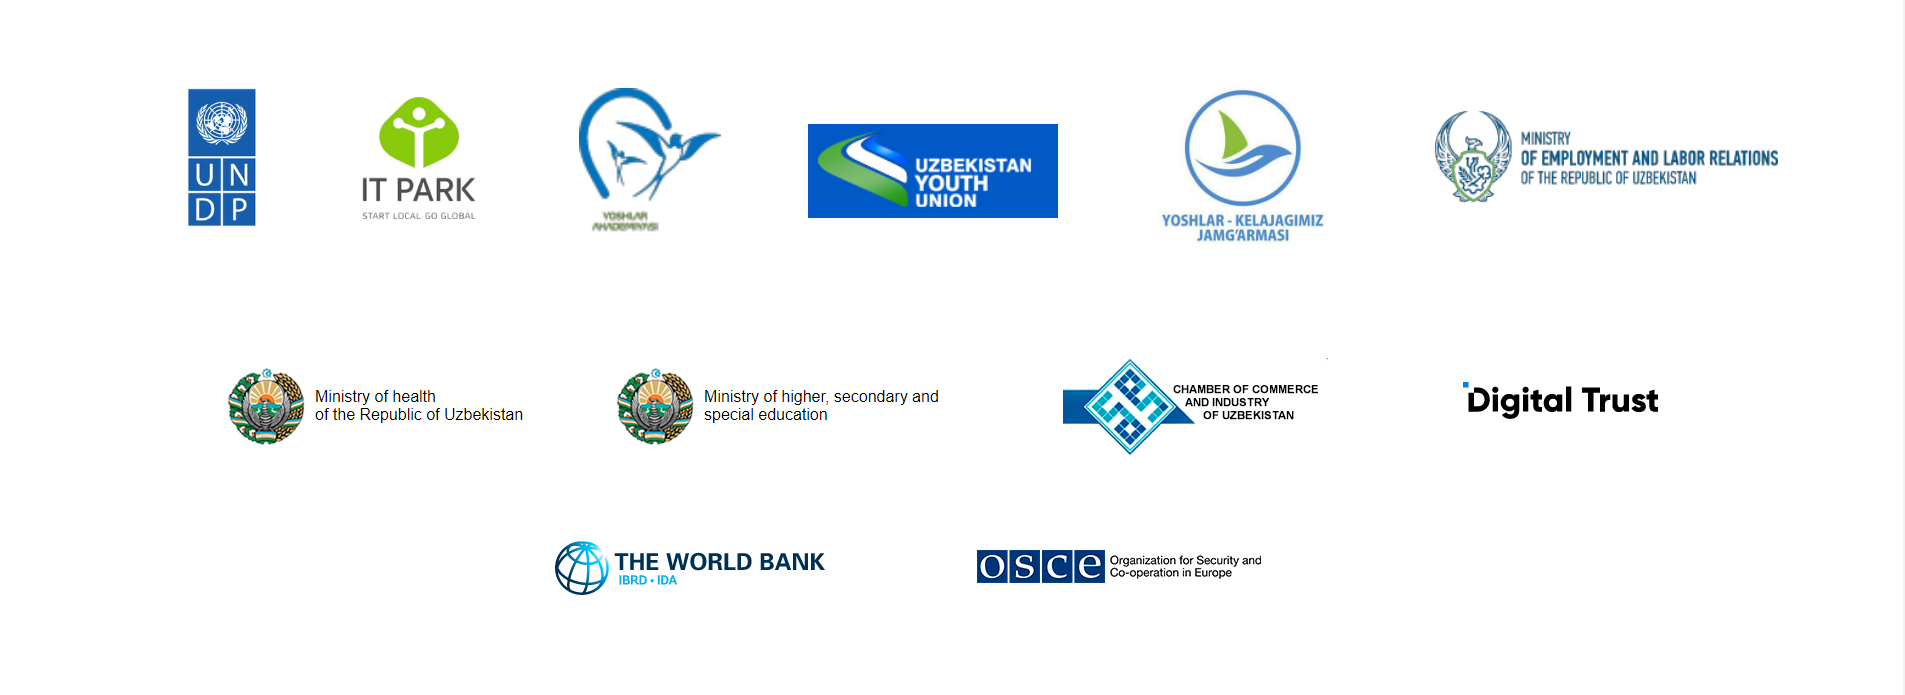 UN
DP
IT PARK
START LOCAL GO GLOBAL
YOSHLAR
AKADEMIYASI
UZBEKISTAN
YOUTH
UNION
YOSHLAR - KELAJAGIMIZ
JAMG'ARMASI
MINISTRY
OF EMPLOYMENT AND LABOR RELATIONS
OF THE REPUBLIC OF UZBEKISTAN
Ministry of health
of the Republic of Uzbekistan
Ministry of higher, secondary and
special education
CHAMBER OF COMMERCE
AND INDUSTRY
OF UZBEKISTAN
Digital Trust
THE WORLD BANK
IBRD • IDA
osce
Organization for Security and
Co-operation in Europe